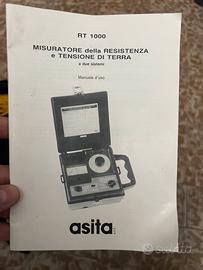 RT 1000
MISURATORE della RESISTENZA
e TENSIONE DI TERRA
a due sistemi
Manuale d'uso
asita